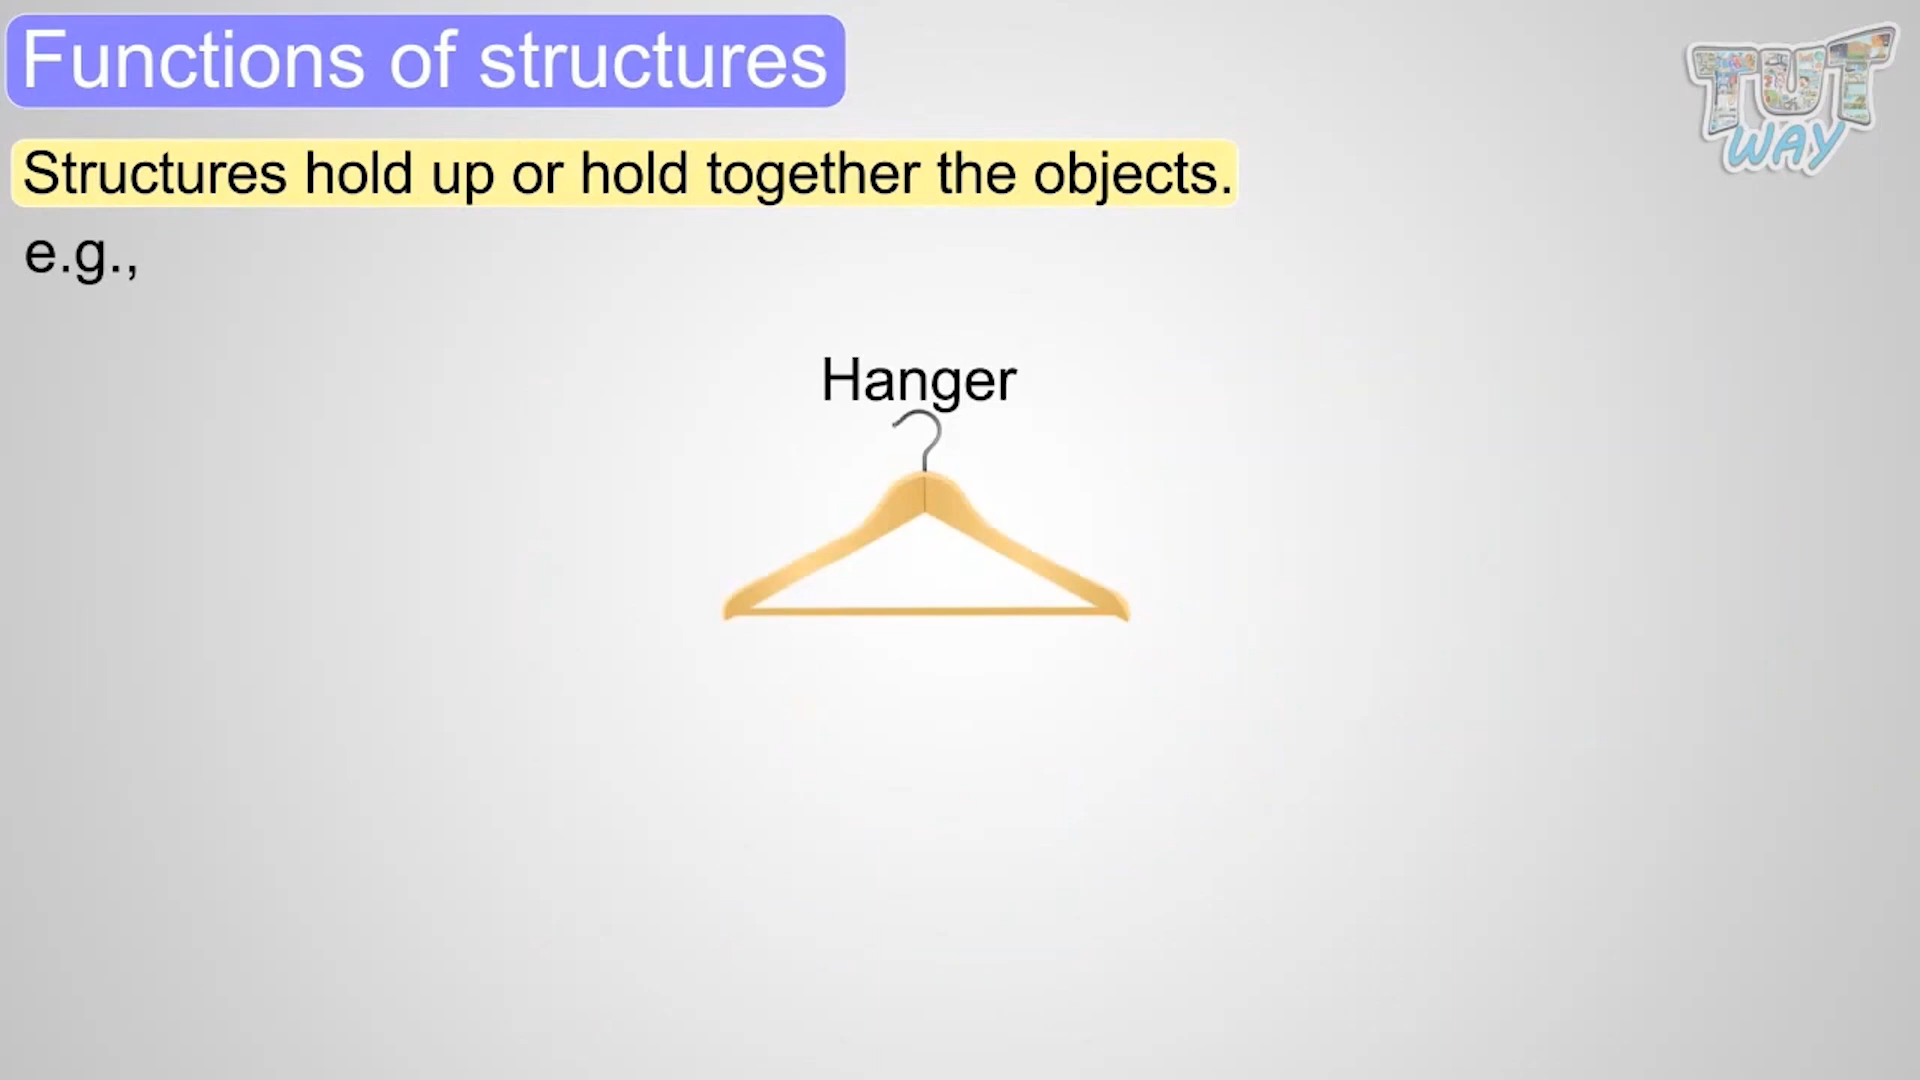 Functions of structures
TUT
WAY
Structures hold up or hold together the objects.
e.g.,
Hanger